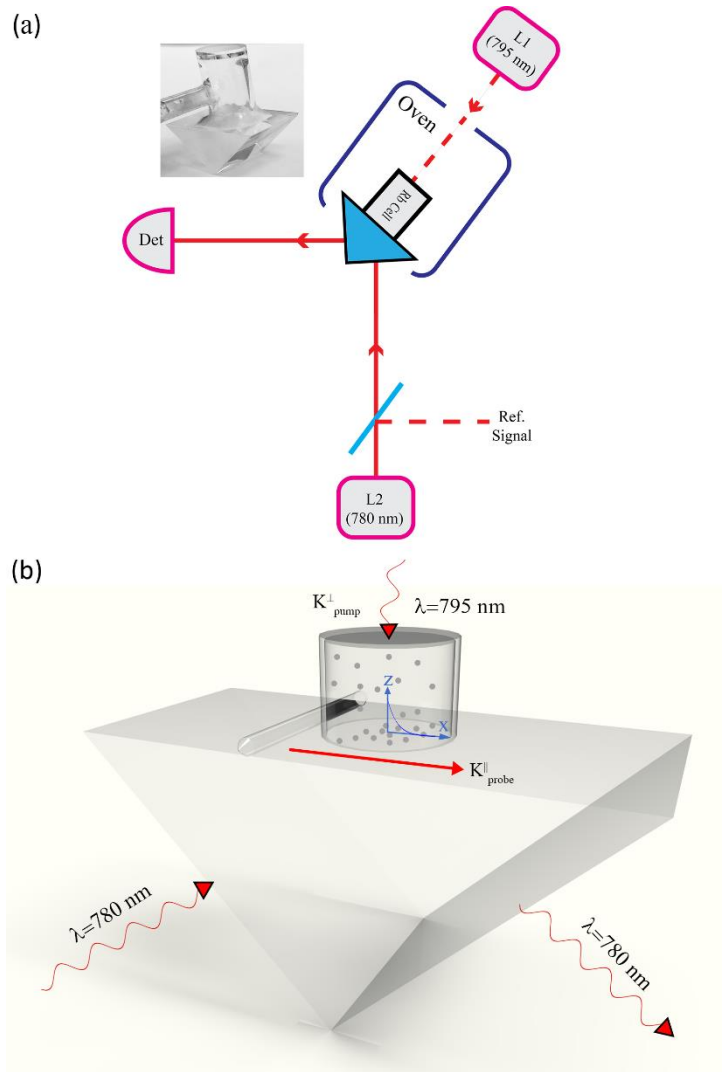 (a)
L1
(795 nm)
Oven
Rb Cell
Det
Ref.
Signal
L2
(780 nm)
(b)
K⊥pump
λ=795 nm
Z
X
K||probe
λ=780 nm
λ=780 nm